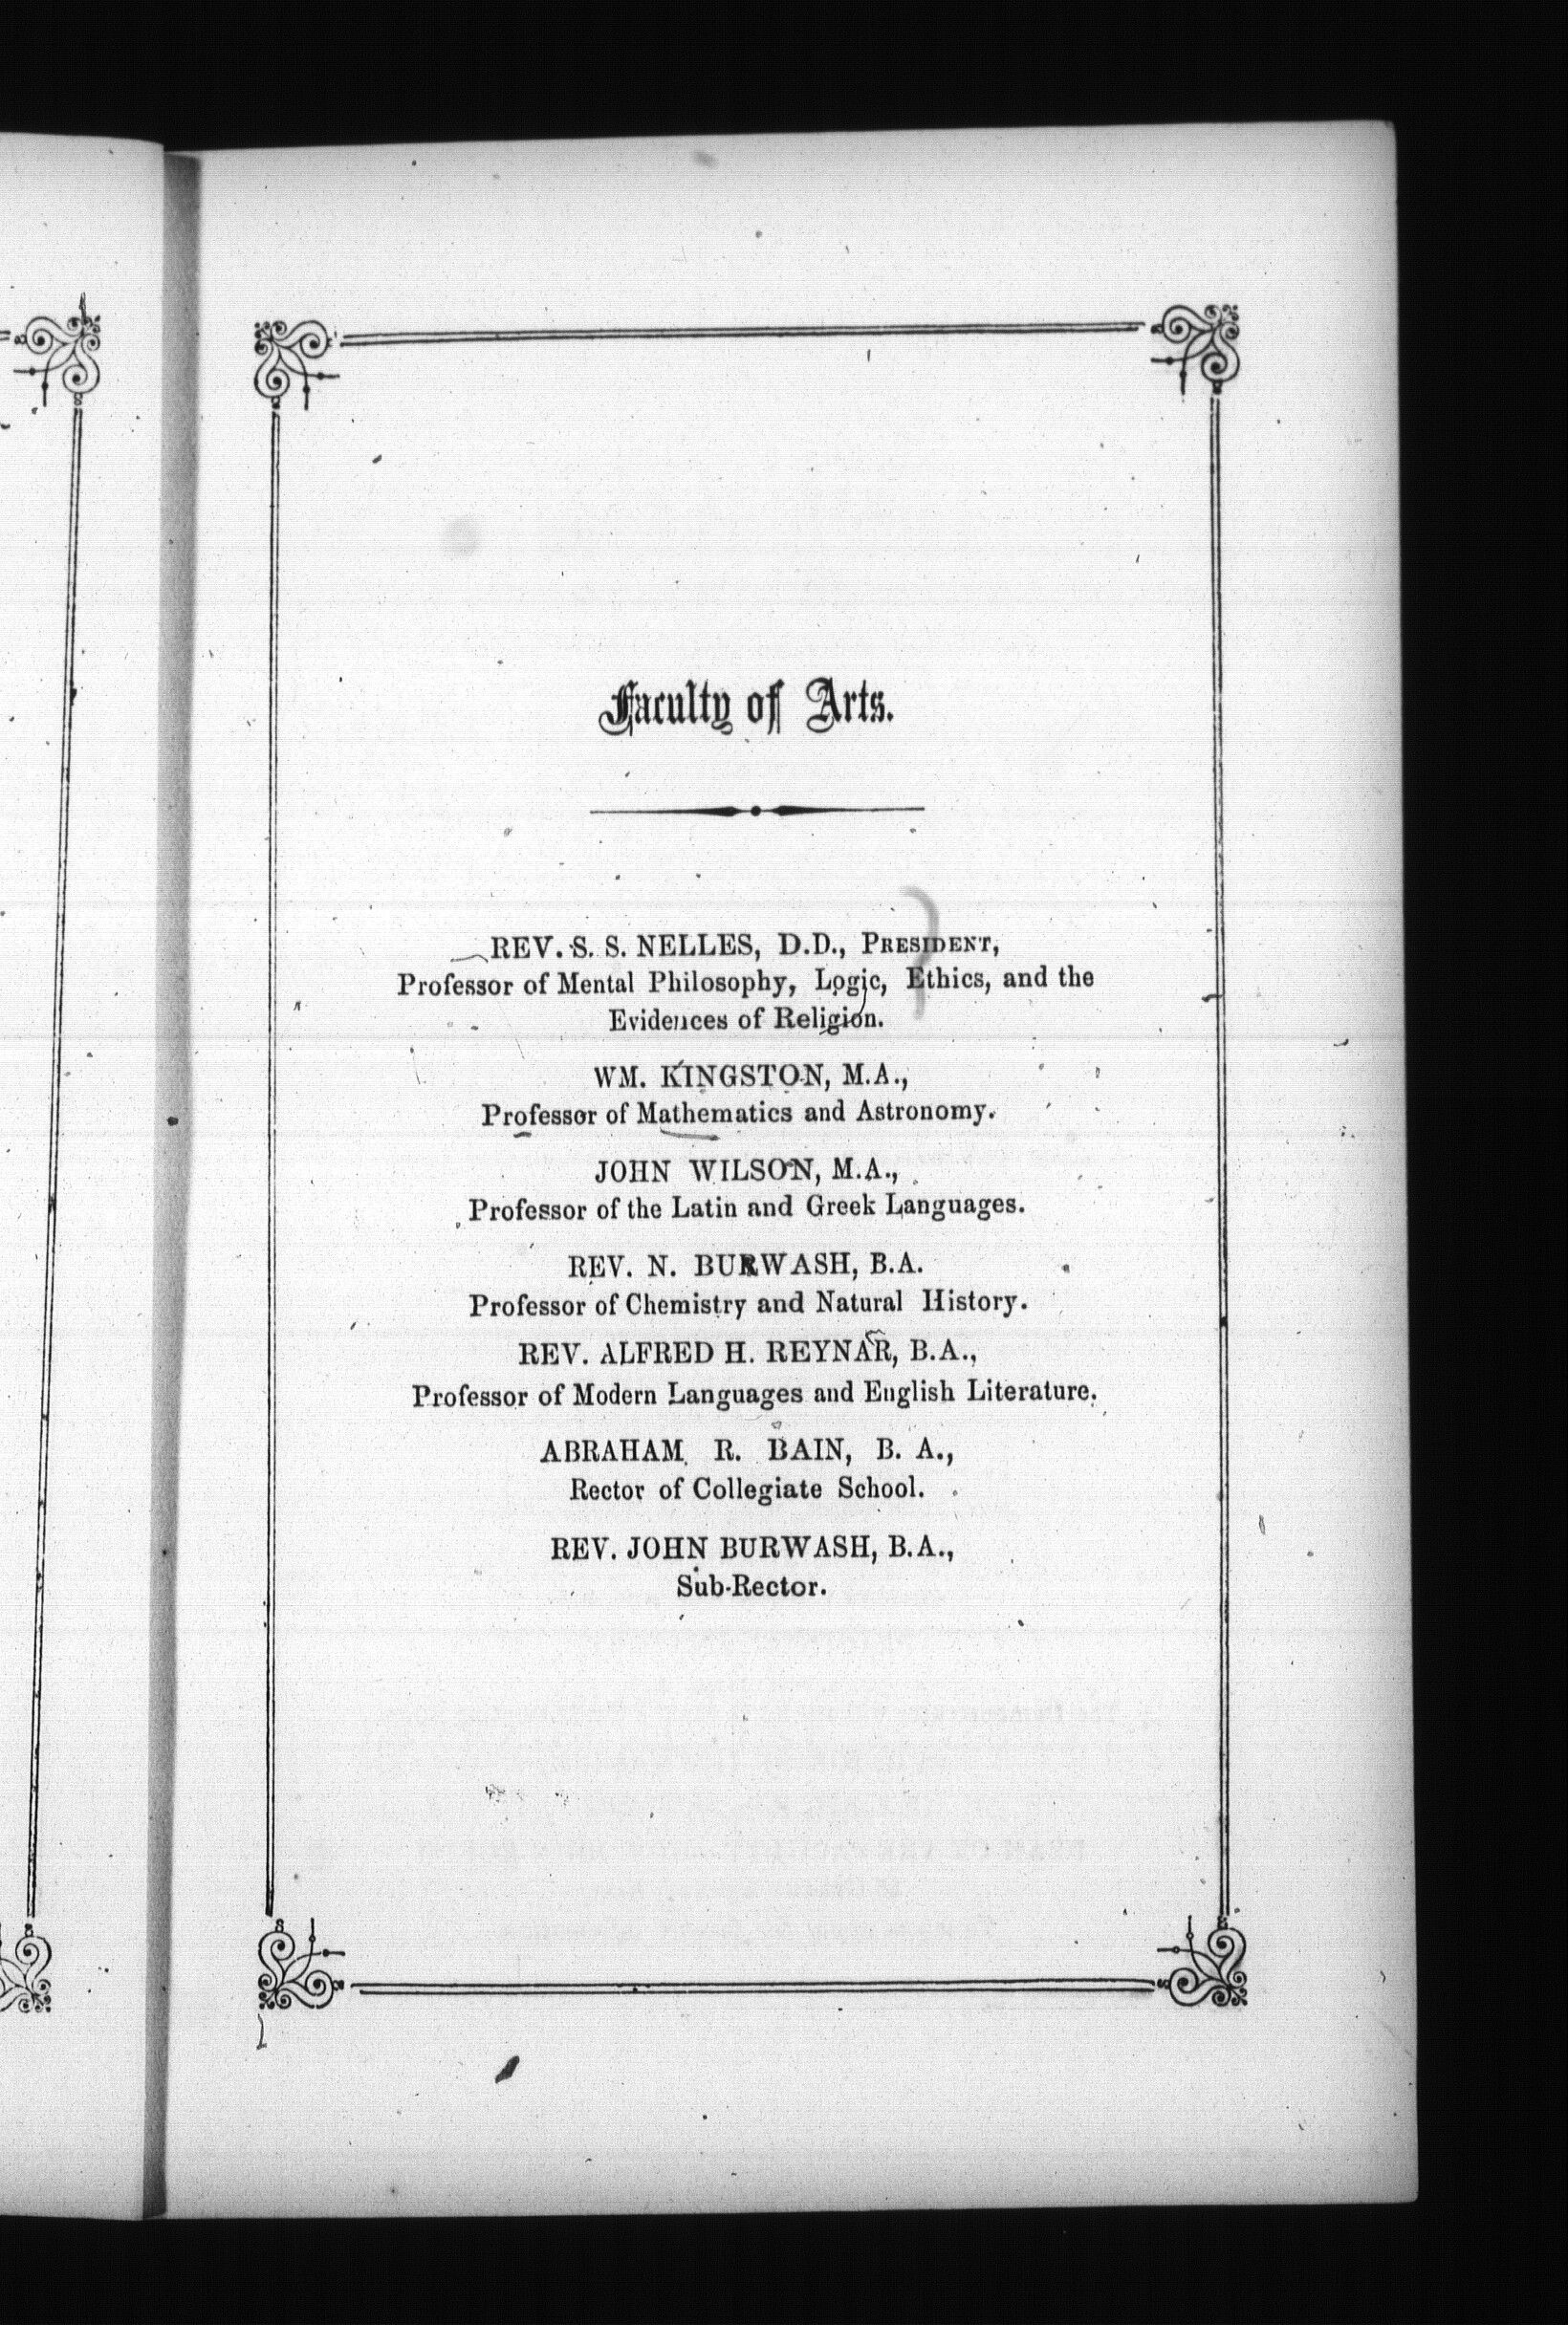 Faculty of Arts.
REV. S. S. NELLES, D.D., PRESIDENT,
Professor of Mental Philosophy, Logic, Ethics, and the
Evidences of Religion.
WM. KINGSTON, M.A.,
Professor of Mathematics and Astronomy.
JOHN WILSON, M.A.,
Professor of the Latin and Greek Languages.
REV. N. BURWASH, B.A.
Professor of Chemistry and Natural History.
REV. ALFRED H. REYNAR, B.A.,
Professor of Modern Languages and English Literature.
ABRAHAM R. BAIN, B. A.,
Rector of Collegiate School.
REV. JOHN BURWASH, B.A.,
Sub-Rector.